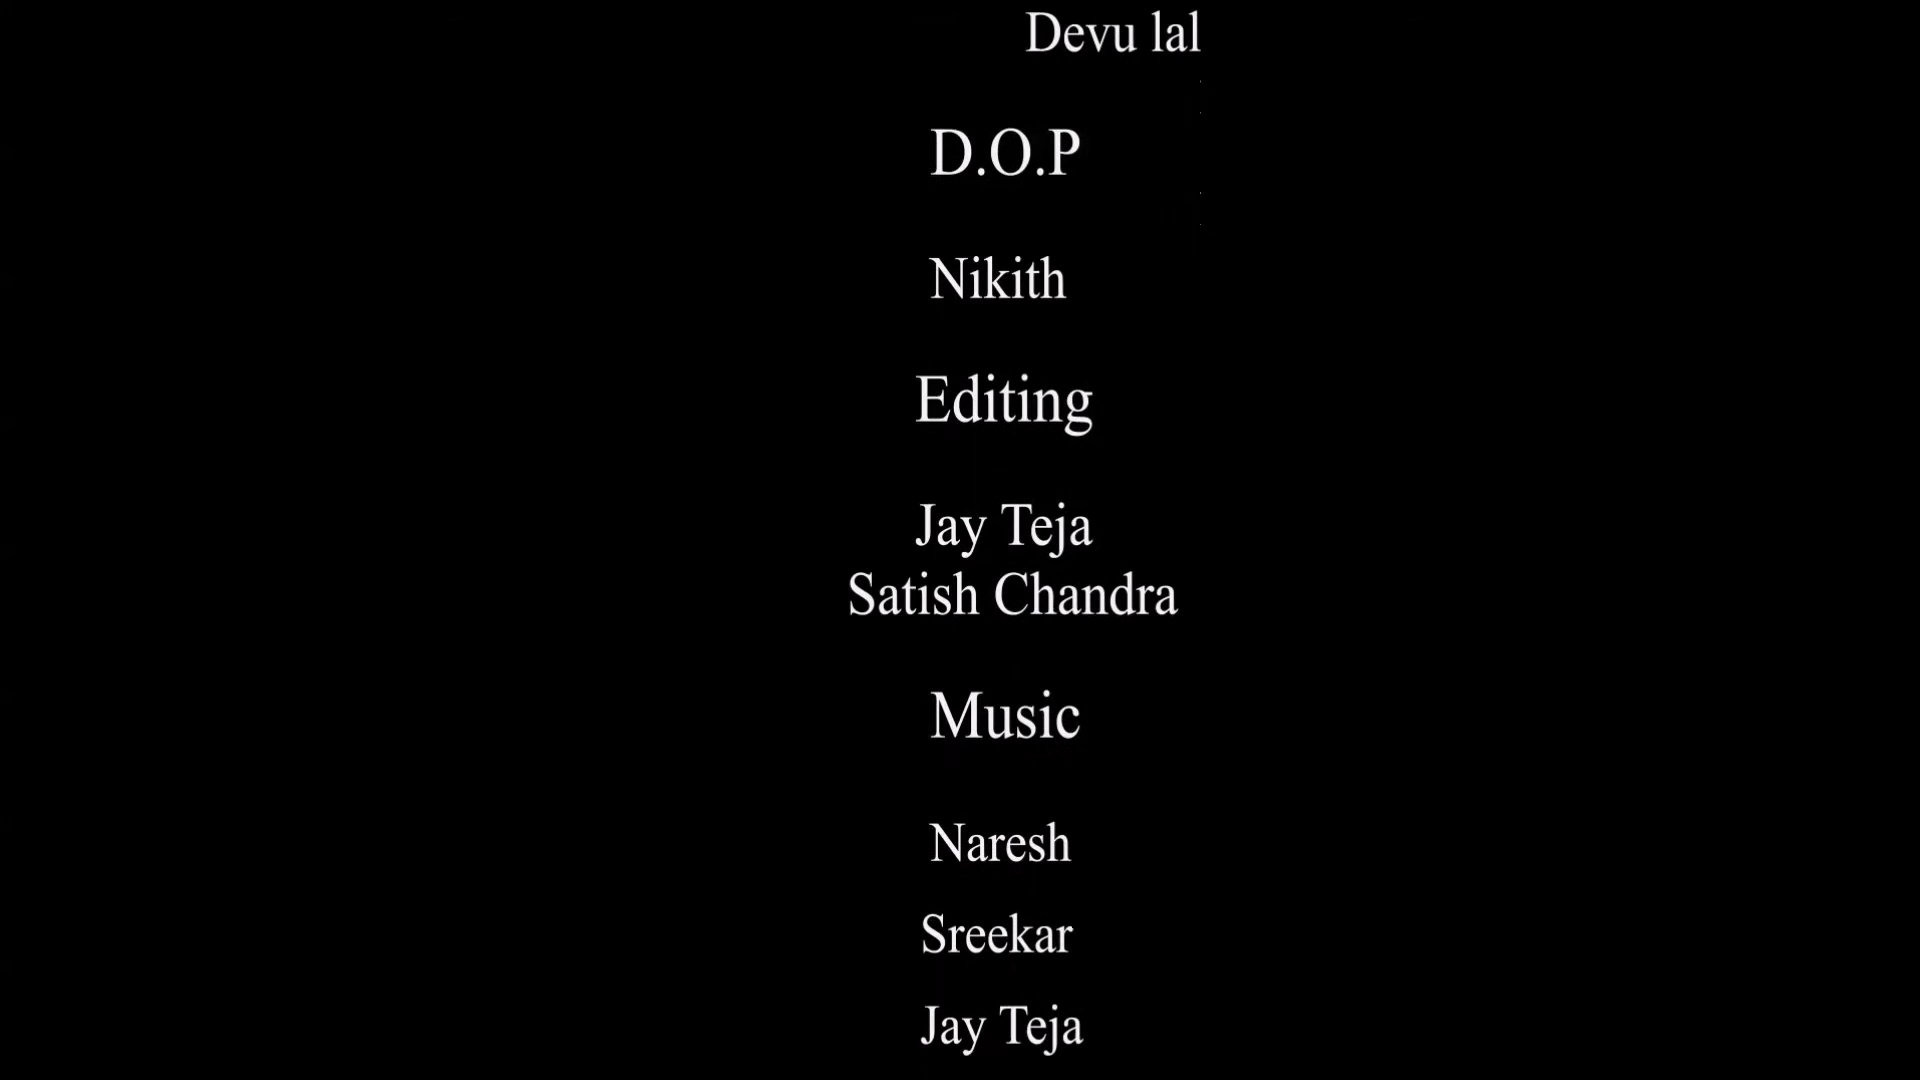 Devu lal
D.O.P
Nikith
Editing
Jay Teja
Satish Chandra
Music
Naresh
Sreekar
Jay Teja